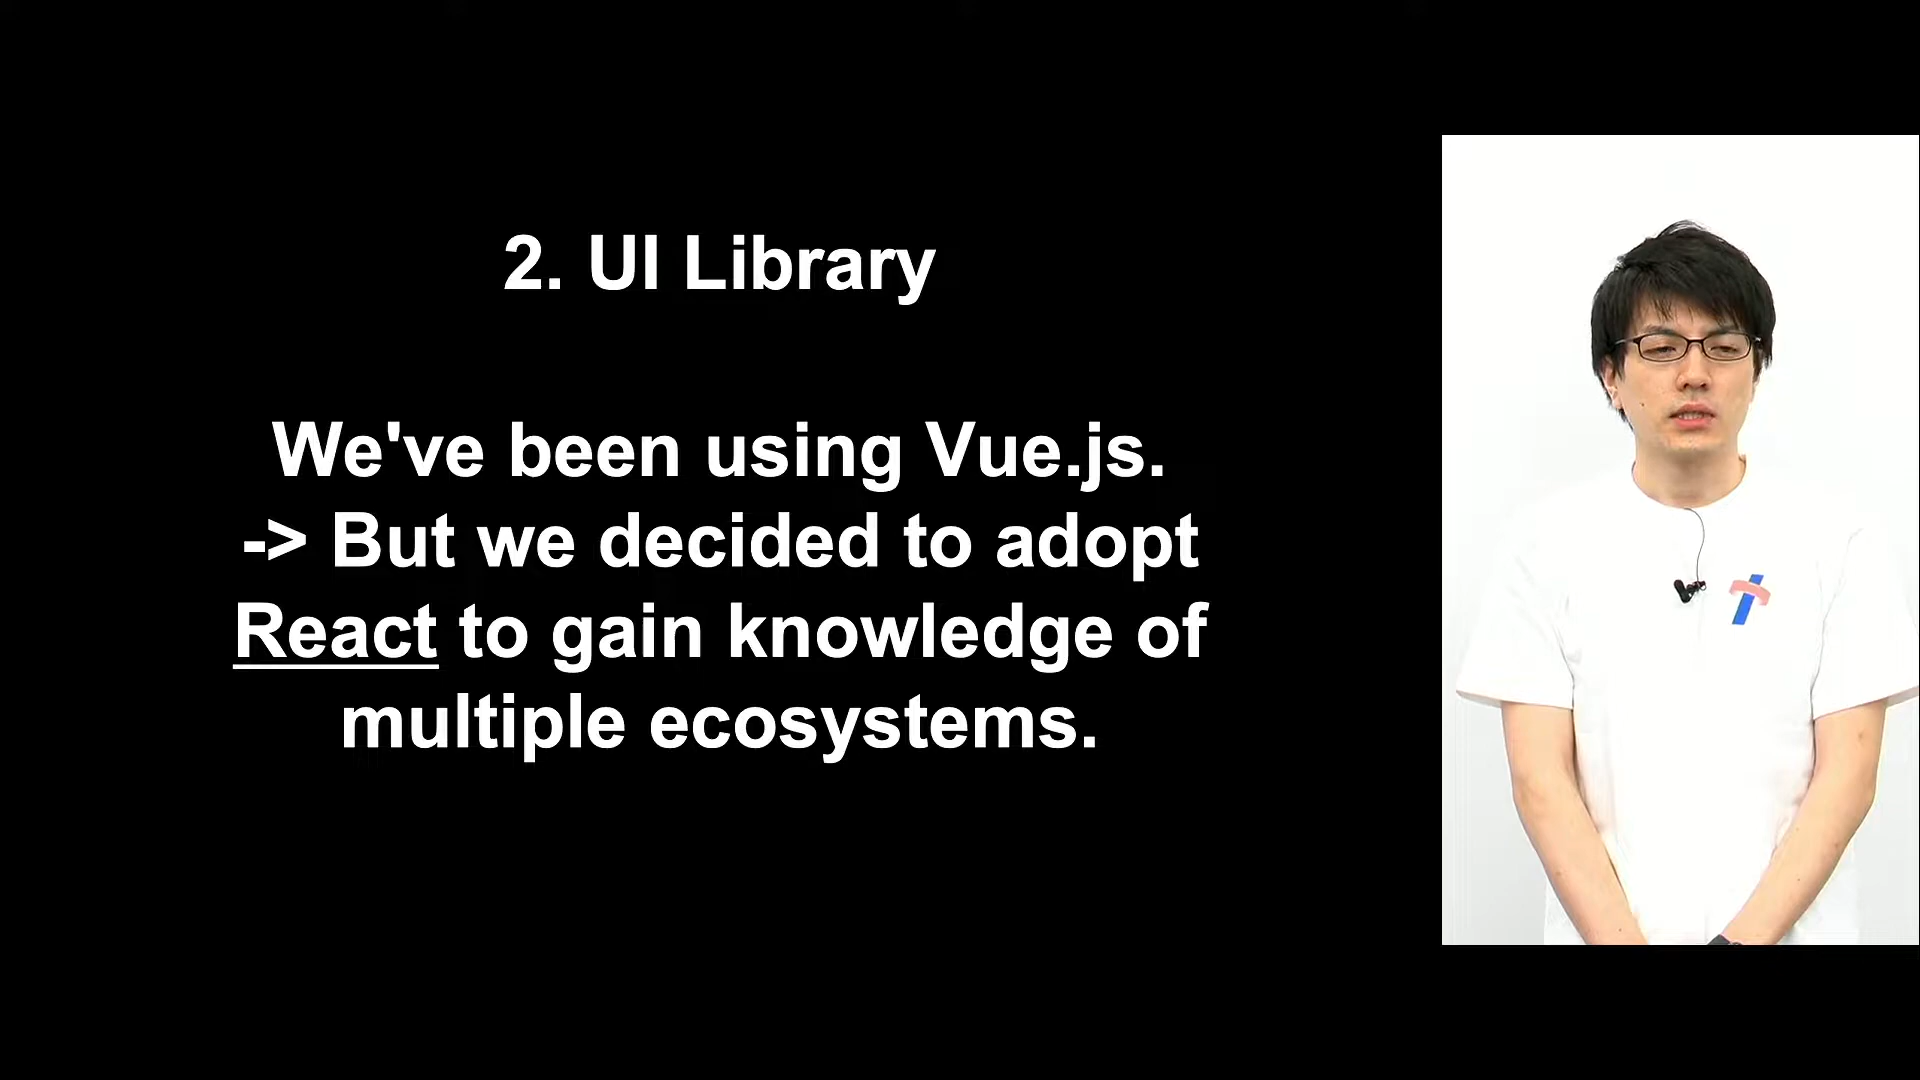 2. UI Library
We've been using Vue.js.
-> But we decided to adopt
React to gain knowledge of
multiple ecosystems.